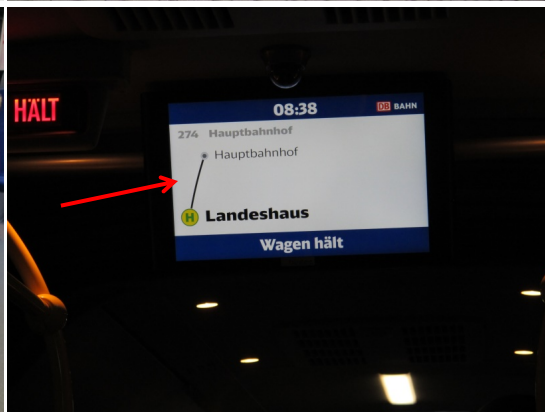 HÄLT
08:38 DB BAHN
274 Hauptbahnhof
Hauptbahnhof
H Landeshaus
Wagen hält